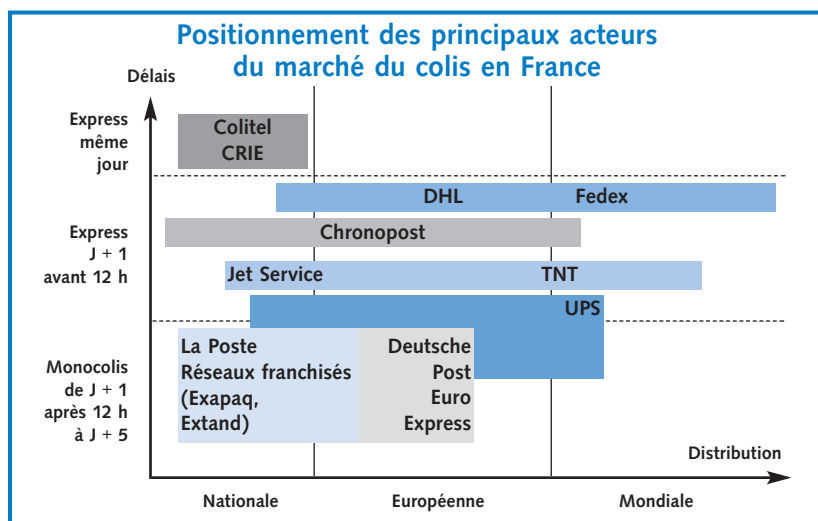 Positionnement des principaux acteurs
du marché du colis en France
Délais
Express
même
jour
Colitel
CRIE
DHL
Fedex
Chronopost
Express
J + 1
avant 12 h
Jet Service
TNT
UPS
La Poste
Réseaux franchisés
(Exapaq,
Extand)
Deutsche
Post
Euro
Express
Monocolis
de J + 1
après 12 h
à J + 5
Distribution
Nationale
Européenne
Mondiale